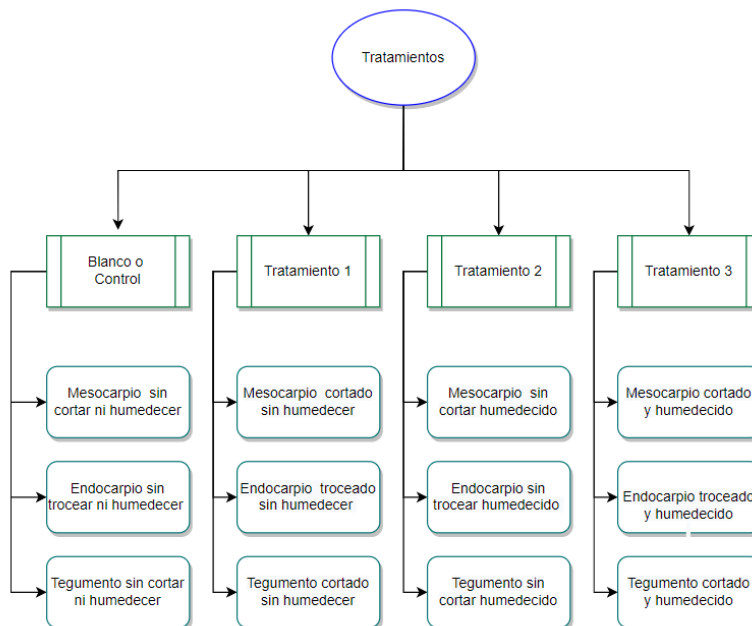 Tratamientos
Blanco o
Control
Tratamiento 1
Tratamiento 2
Tratamiento 3
Mesocarpio sin
cortar ni humedecer
Mesocarpio cortado
sin humedecer
Mesocarpio sin
cortar humedecido
Mesocarpio cortado
y humedecido
Endocarpio sin
trocear ni humedecer
Endocarpio troceado
sin humedecer
Endocarpio sin
trocear humedecido
Endocarpio troceado
y humedecido
Tegumento sin cortar
ni humedecer
Tegumento cortado
sin humedecer
Tegumento sin
cortar humedecido
Tegumento cortado
y humedecido